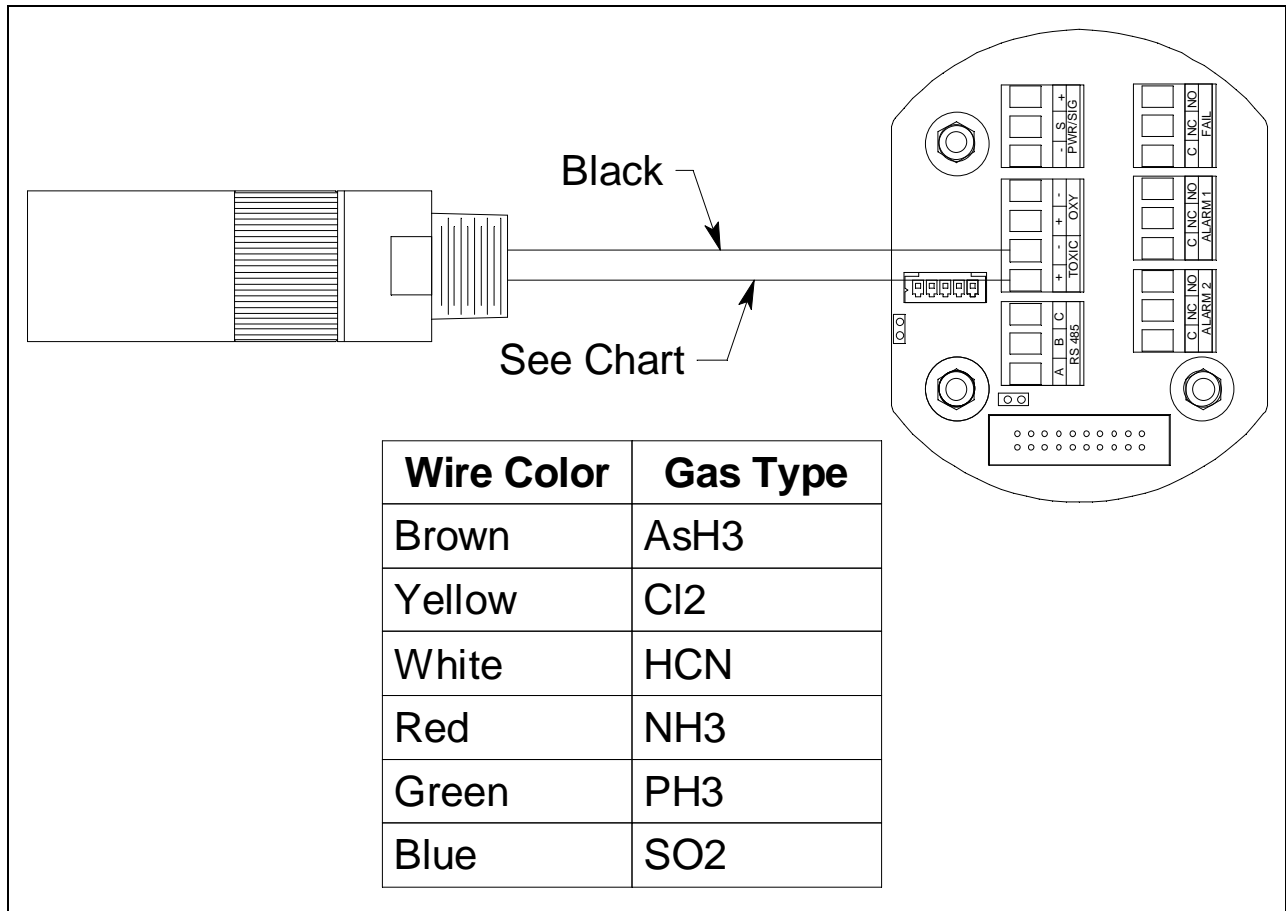 Black
See Chart
+ S - PWR/SIG
- + OXY
- + TOXIC
C B A RS 485
NO NC C FAIL
NO NC C ALARM 1
NO NC C ALARM 2
Wire Color Gas Type
Brown AsH3
Yellow Cl2
White HCN
Red NH3
Green PH3
Blue SO2